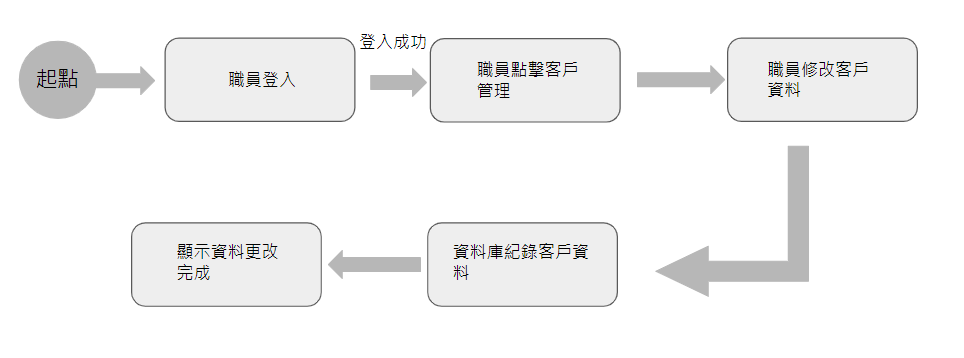 起點
職員登入
登入成功
職員點擊客戶
管理
職員修改客戶
資料
資料庫紀錄客戶資
料
顯示資料更改
完成